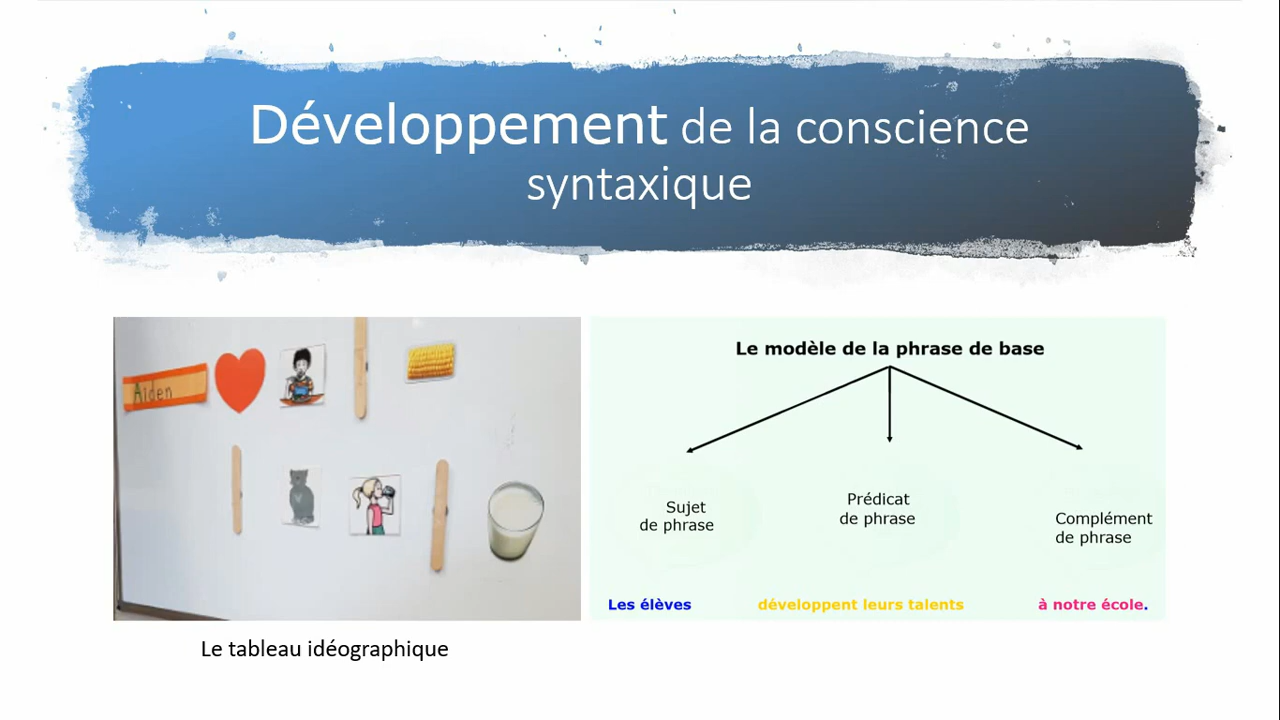 Développement de la conscience
syntaxique
Aiden
Le tableau idéographique
Le modèle de la phrase de base
Sujet
de phrase
Prédicat
de phrase
Complément
de phrase
Les élèves développent leurs talents à notre école.